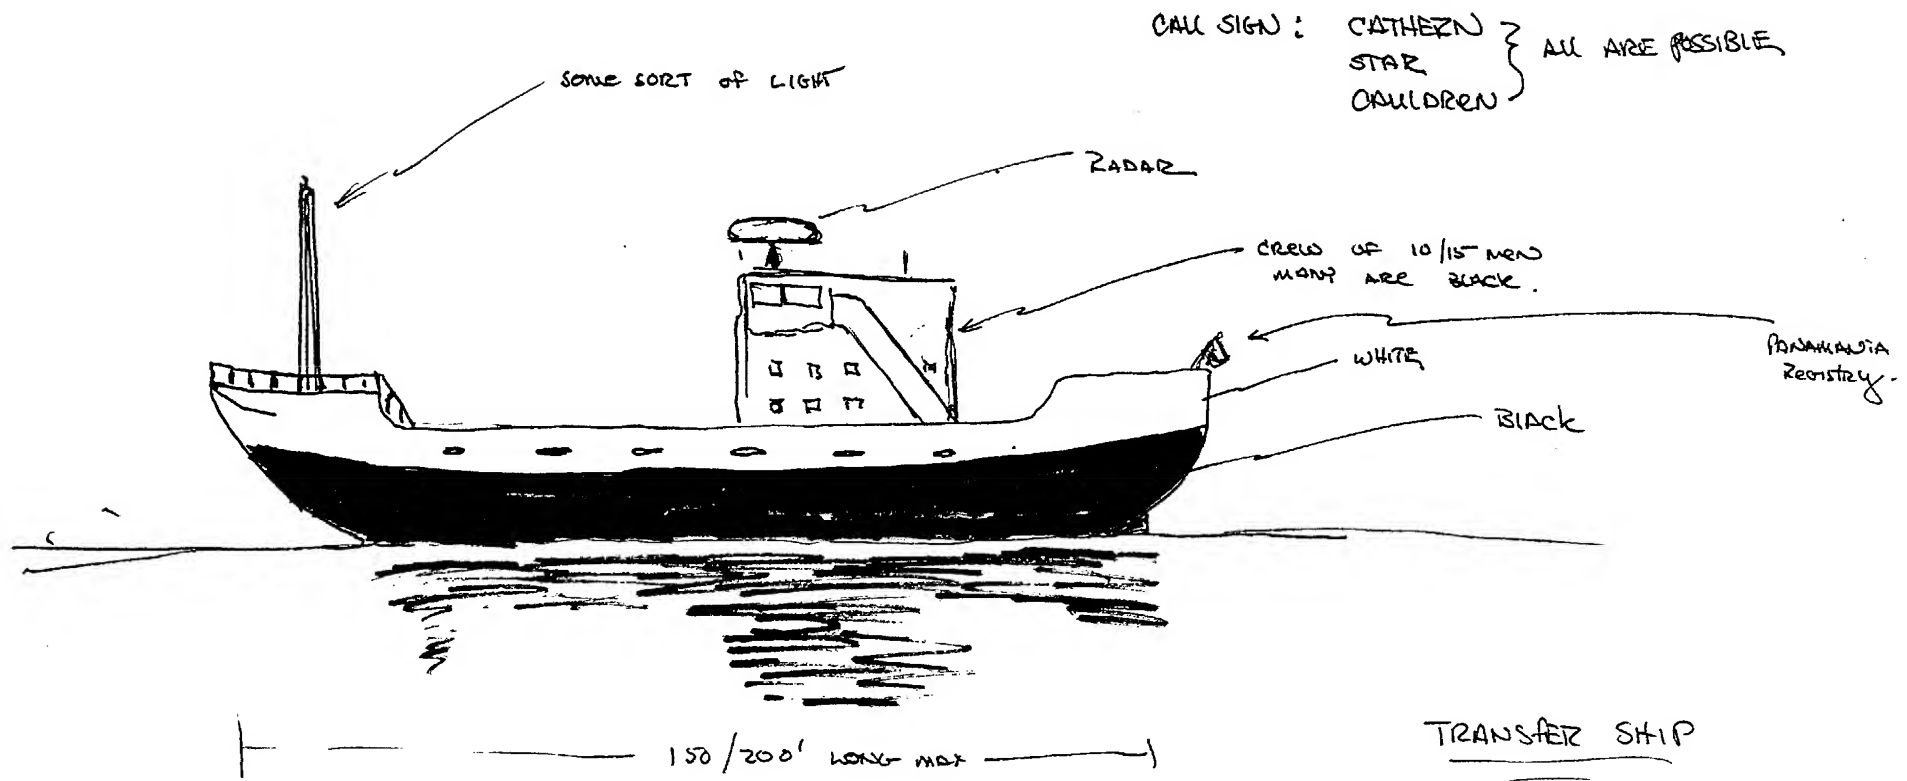 CALL SIGN : CATHERN
STAR
CAULDREN
ALL ARE POSSIBLE
SOME SORT OF LIGHT
RADAR
CREW OF 10/15 MEN
MANY ARE BLACK.
PANAMANIA
REGISTRY.
WHITE
BLACK
150/200' LONG MAX
TRANSFER SHIP